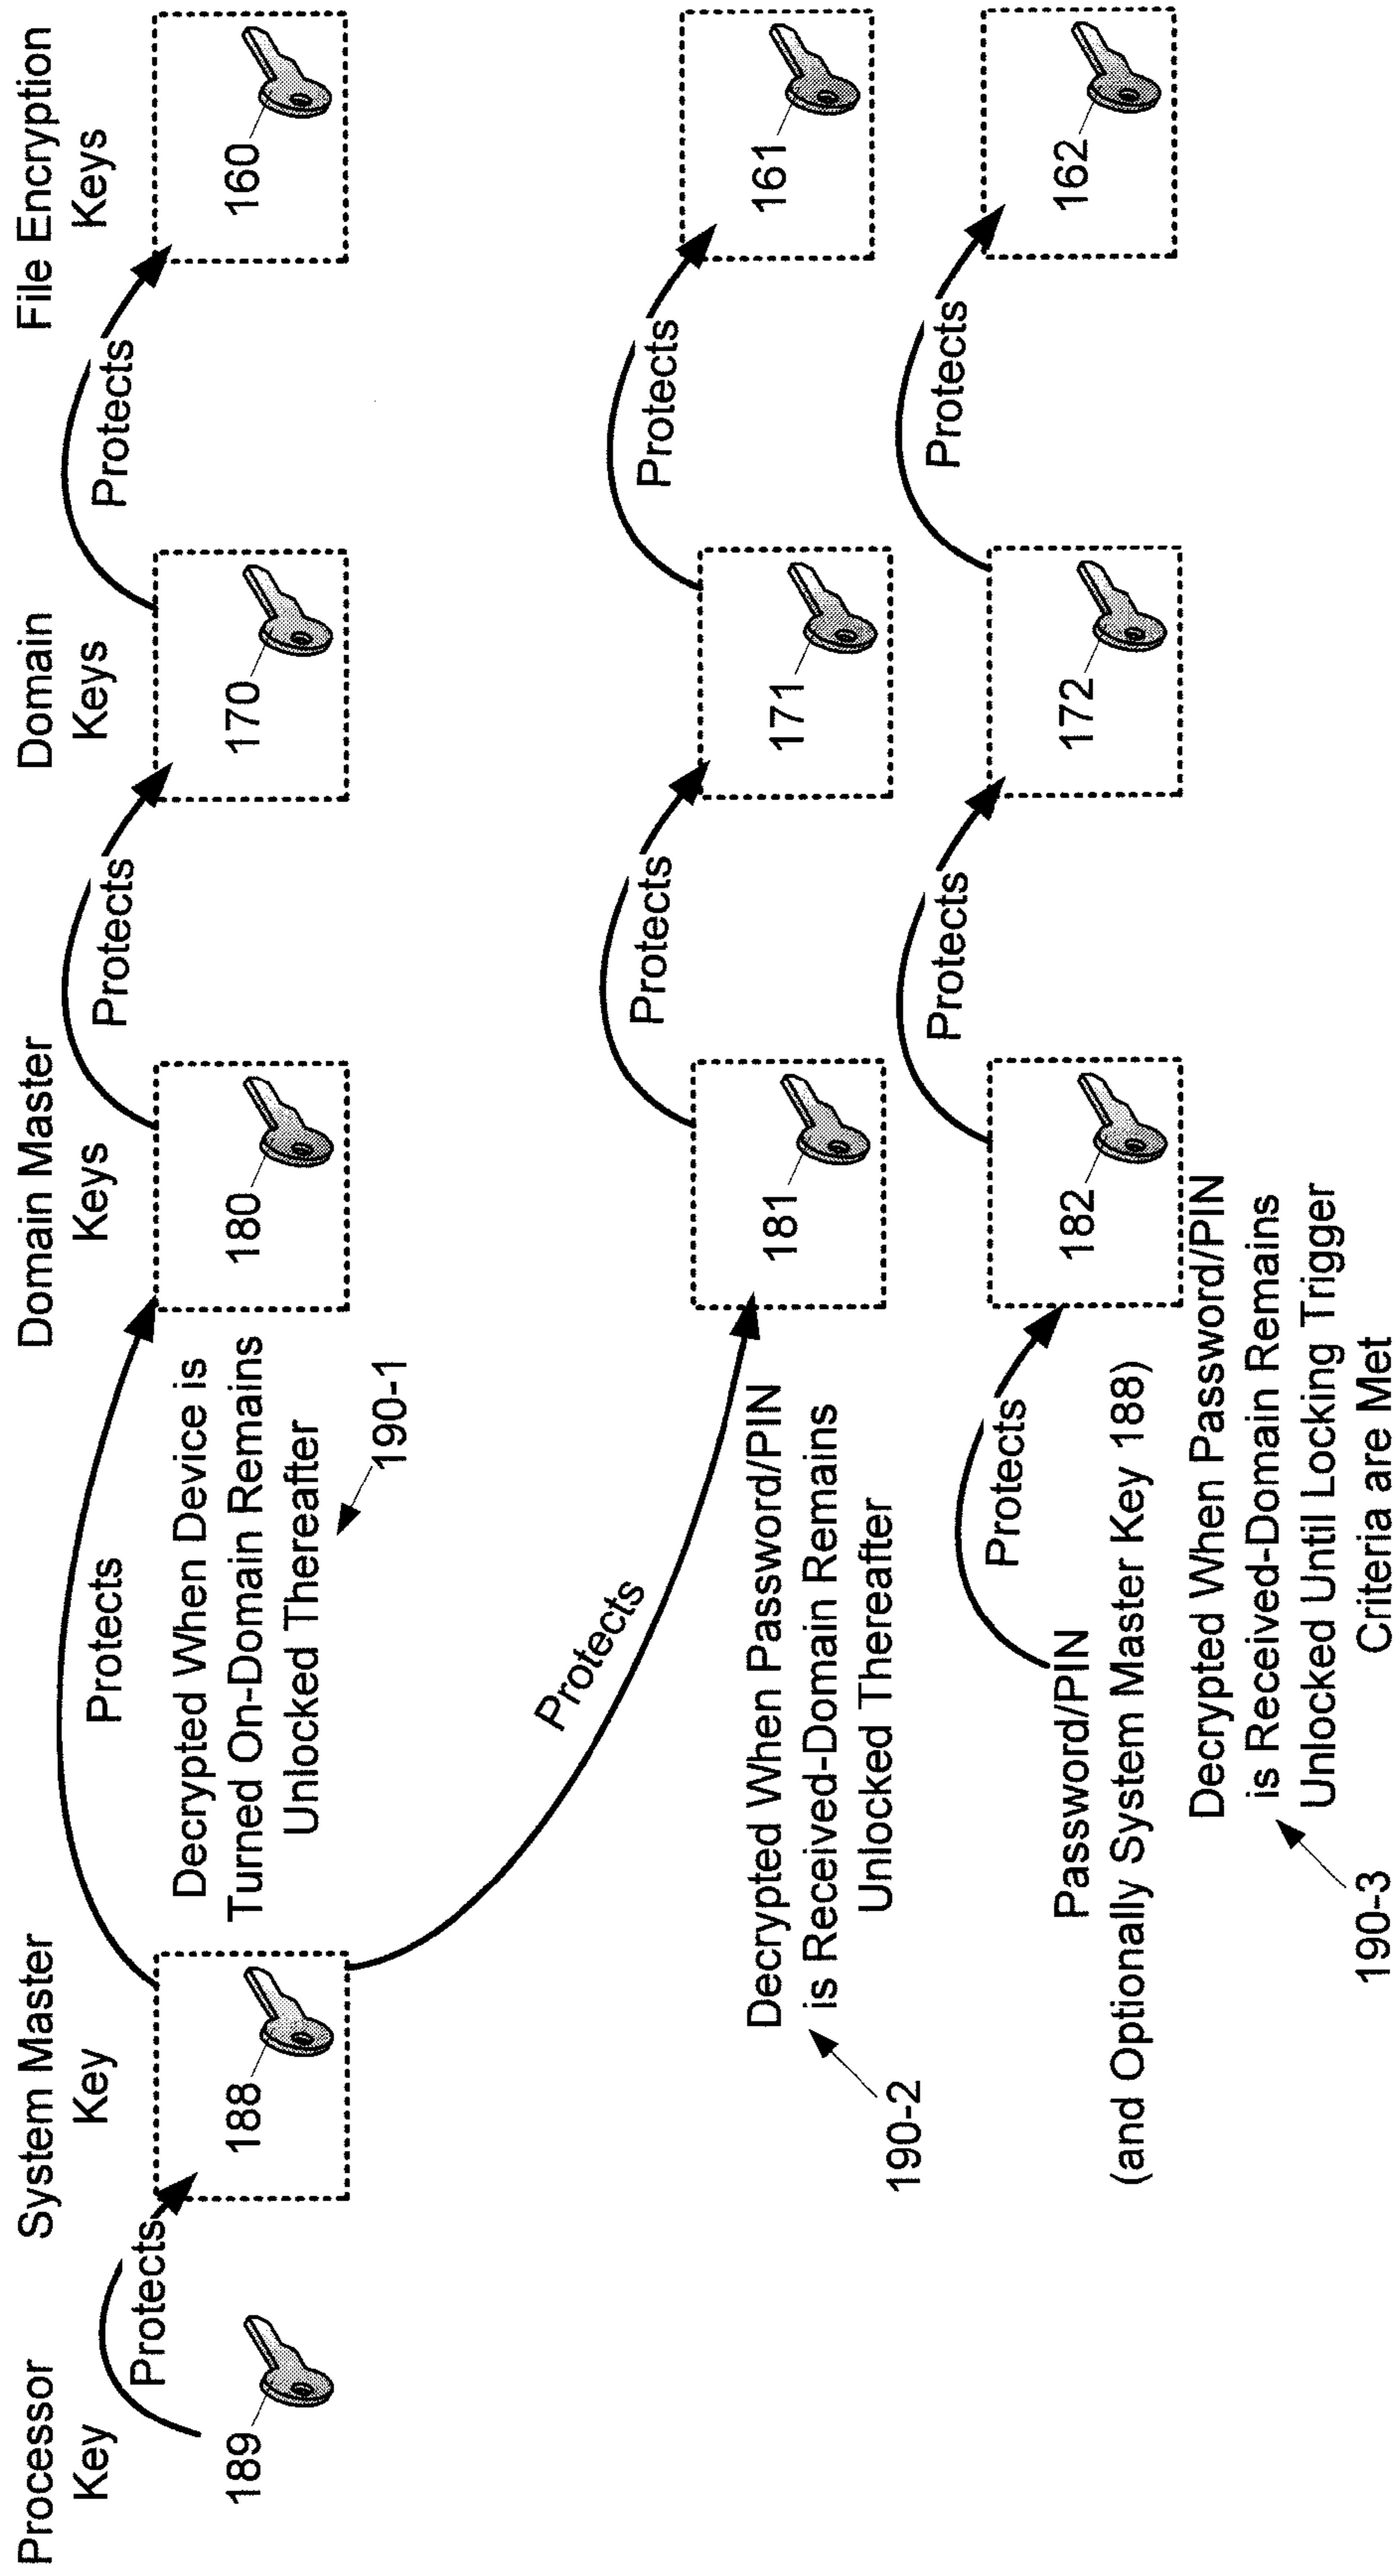 Processor
Key
System Master
Key
Domain Master
Keys
Domain
Keys
File Encryption
Keys
Protects
Protects
Protects
Protects
189
188
180
170
160
Decrypted When Device is
Turned On-Domain Remains
Unlocked Thereafter
190-1
Protects
Protects
Protects
181
171
161
Decrypted When Password/PIN
is Received-Domain Remains
Unlocked Thereafter
190-2
Protects
Protects
Protects
Password/PIN
(and Optionally System Master Key 188)
182
172
162
Decrypted When Password/PIN
is Received-Domain Remains
Unlocked Until Locking Trigger
Criteria are Met
190-3